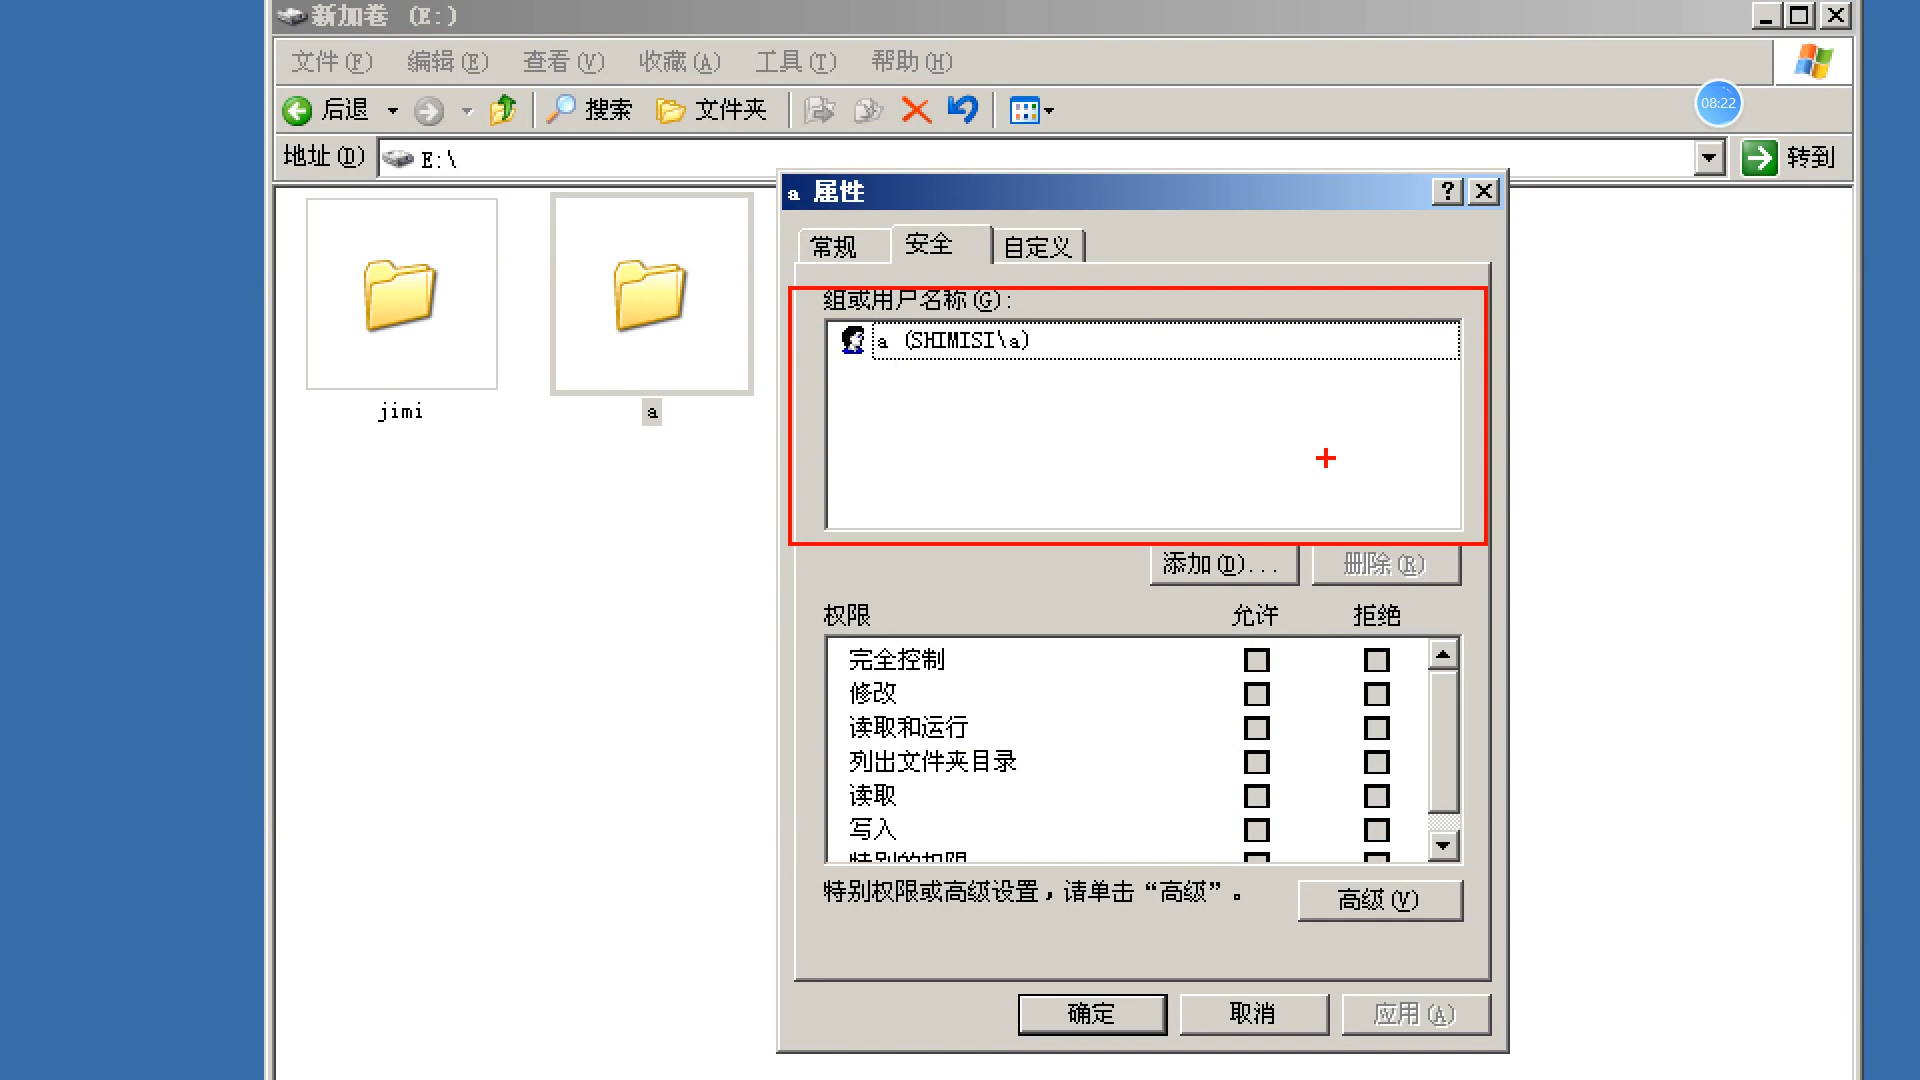 新加卷 (E:)
文件(F) 编辑(E) 查看(V) 收藏(A) 工具(T) 帮助(H)
后退 搜索 文件夹
08:22
地址(D) E:\ 转到
jimi
a
a 属性
常规 安全 自定义
组或用户名称(G):
a (SHIMISI\a)
添加(D)... 删除(R)
权限 允许 拒绝
完全控制
修改
读取和运行
列出文件夹目录
读取
写入
特别的权限
特别权限或高级设置，请单击“高级”。 高级(V)
确定 取消 应用(A)